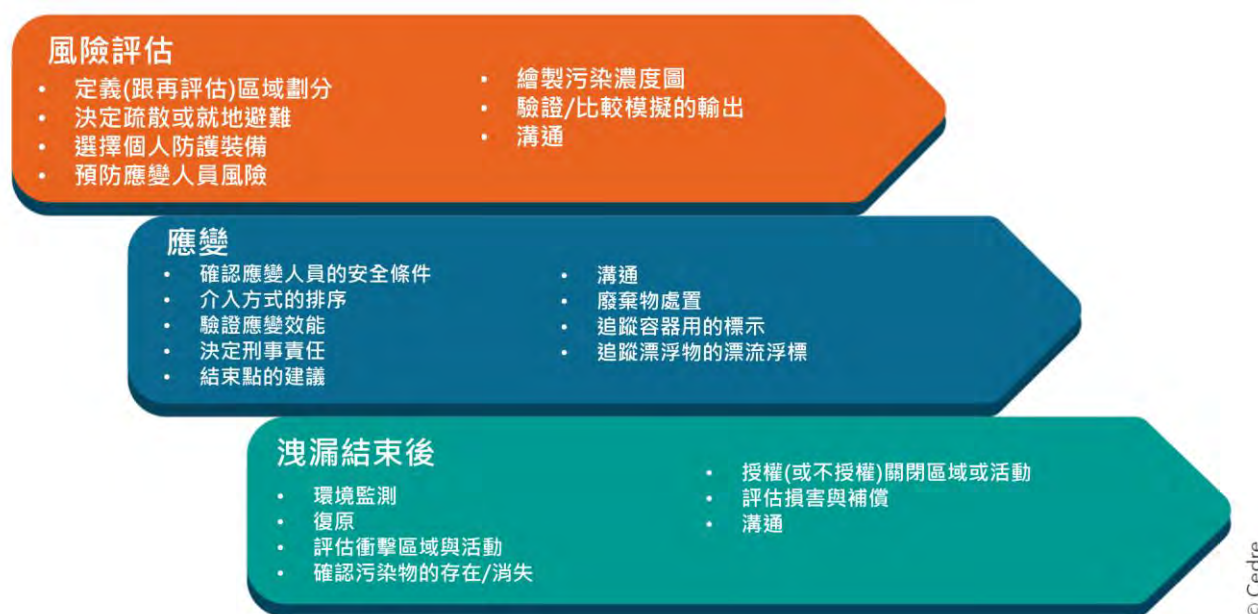 風險評估
• 定義(跟再評估)區域劃分
• 決定疏散或就地避難
• 選擇個人防護裝備
• 預防應變人員風險
• 繪製污染濃度圖
• 驗證/比較模擬的輸出
• 溝通
應變
• 確認應變人員的安全條件
• 介入方式的排序
• 驗證應變效能
• 決定刑事責任
• 結束點的建議
• 溝通
• 廢棄物處置
• 追蹤容器用的標示
• 追蹤漂浮物的漂流浮標
洩漏結束後
• 環境監測
• 復原
• 評估衝擊區域與活動
• 確認污染物的存在/消失
• 授權(或不授權)關閉區域或活動
• 評估損害與補償
• 溝通
© Cedre